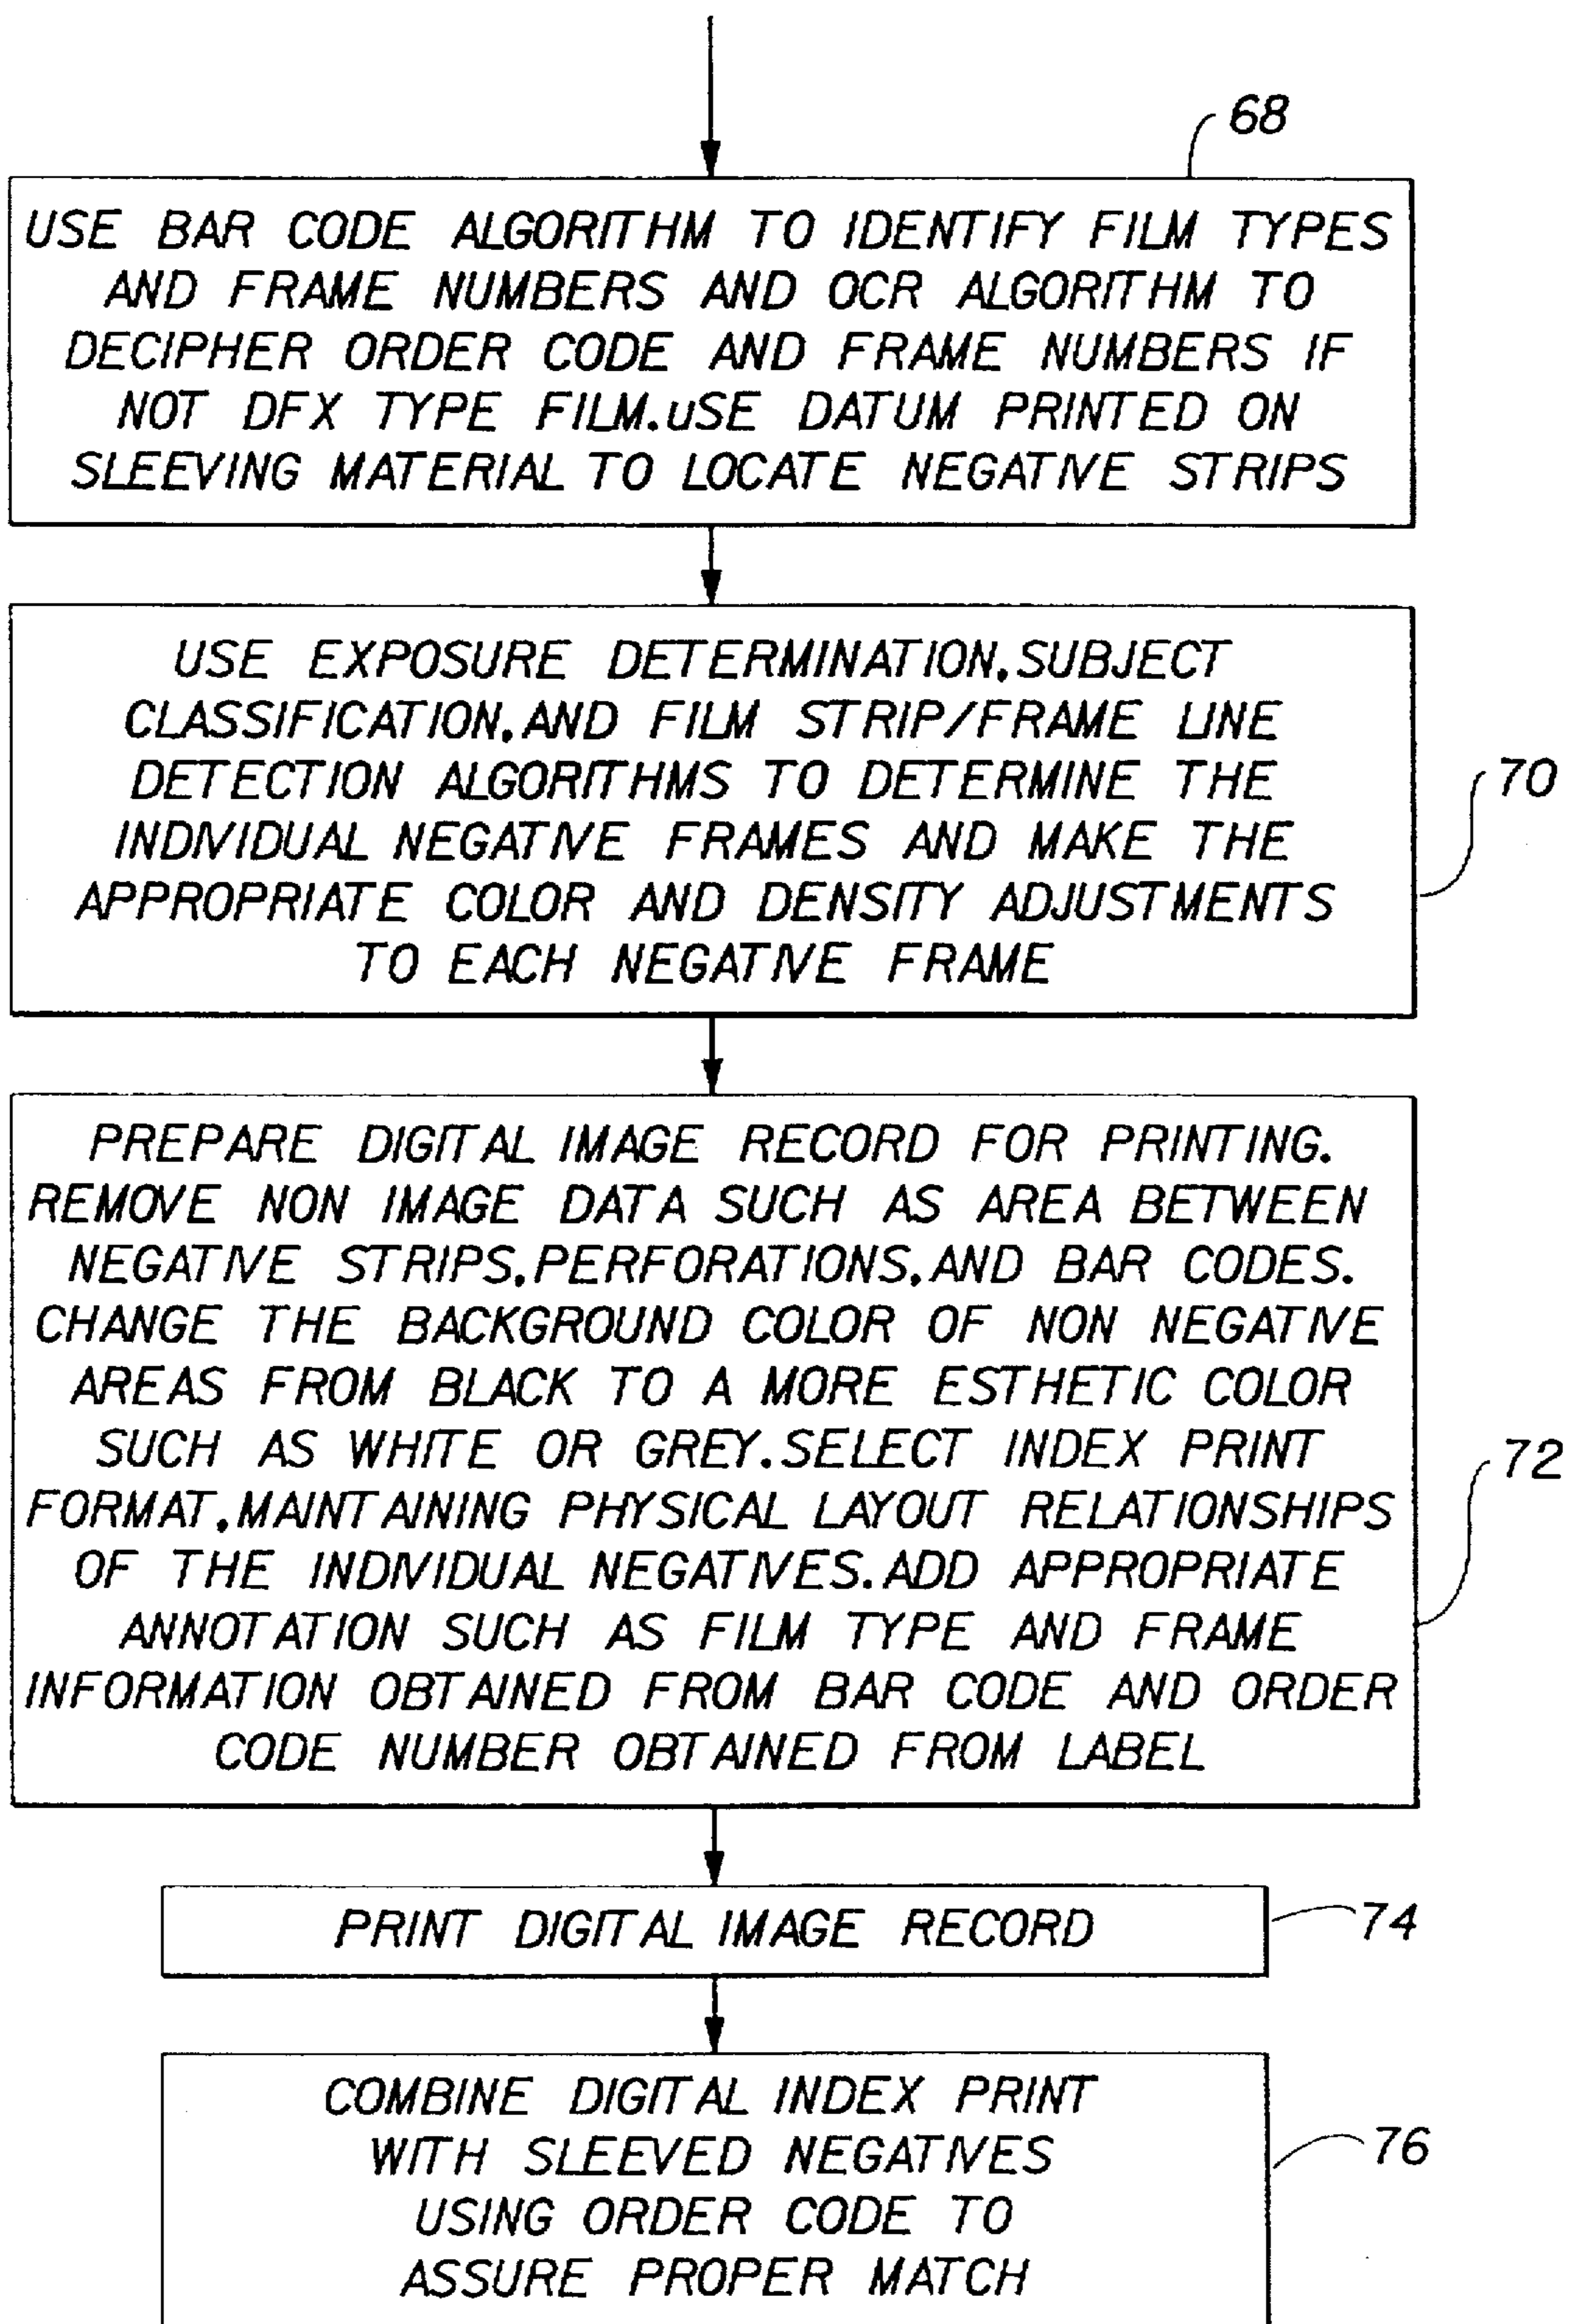 68
USE BAR CODE ALGORITHM TO IDENTIFY FILM TYPES
AND FRAME NUMBERS AND OCR ALGORITHM TO
DECIPHER ORDER CODE AND FRAME NUMBERS IF
NOT DFX TYPE FILM.uSE DATUM PRINTED ON
SLEEVING MATERIAL TO LOCATE NEGATIVE STRIPS
USE EXPOSURE DETERMINATION,SUBJECT
CLASSIFICATION,AND FILM STRIP/FRAME LINE
DETECTION ALGORITHMS TO DETERMINE THE
INDIVIDUAL NEGATIVE FRAMES AND MAKE THE
APPROPRIATE COLOR AND DENSITY ADJUSTMENTS
TO EACH NEGATIVE FRAME
70
PREPARE DIGITAL IMAGE RECORD FOR PRINTING.
REMOVE NON IMAGE DATA SUCH AS AREA BETWEEN
NEGATIVE STRIPS,PERFORATIONS,AND BAR CODES.
CHANGE THE BACKGROUND COLOR OF NON NEGATIVE
AREAS FROM BLACK TO A MORE ESTHETIC COLOR
SUCH AS WHITE OR GREY.SELECT INDEX PRINT
FORMAT,MAINTAINING PHYSICAL LAYOUT RELATIONSHIPS
OF THE INDIVIDUAL NEGATIVES.ADD APPROPRIATE
ANNOTATION SUCH AS FILM TYPE AND FRAME
INFORMATION OBTAINED FROM BAR CODE AND ORDER
CODE NUMBER OBTAINED FROM LABEL
72
PRINT DIGITAL IMAGE RECORD
74
COMBINE DIGITAL INDEX PRINT
WITH SLEEVED NEGATIVES
USING ORDER CODE TO
ASSURE PROPER MATCH
76